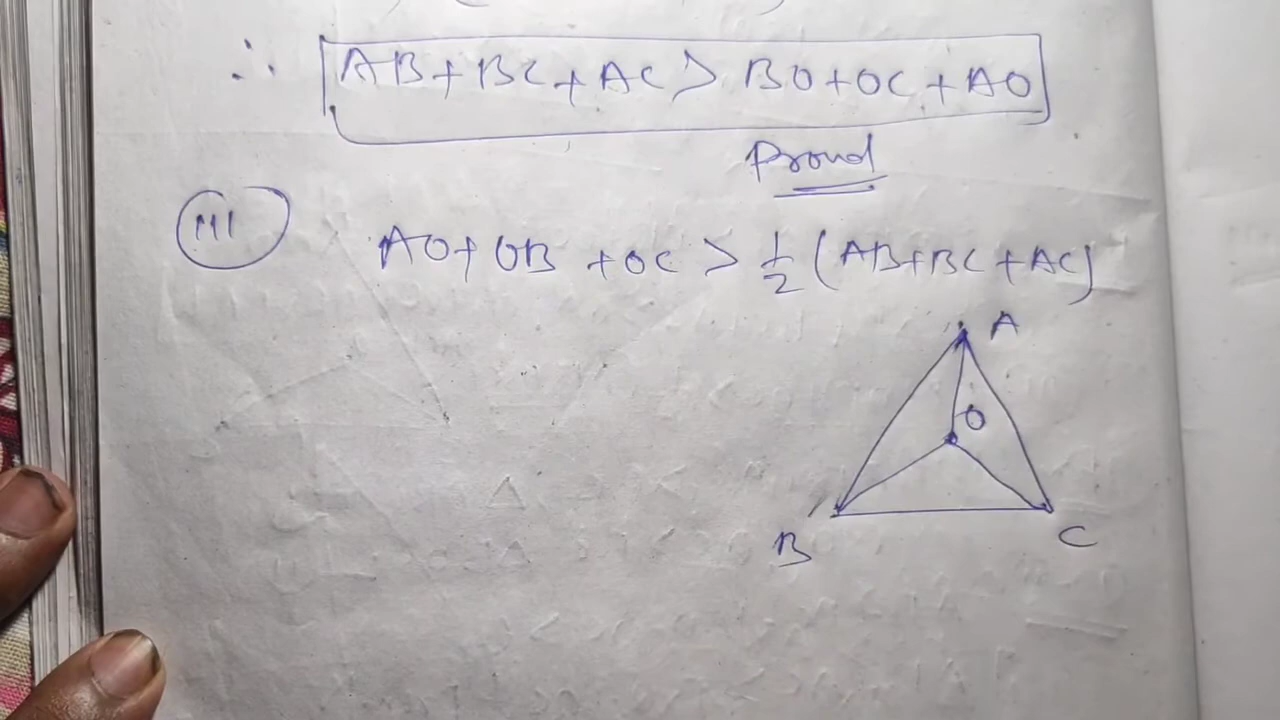 ∴ AB+BC+AC > BO+OC+AO
Proved
III AO+OB+OC > 1/2 (AB+BC+AC)
A
O
B
C